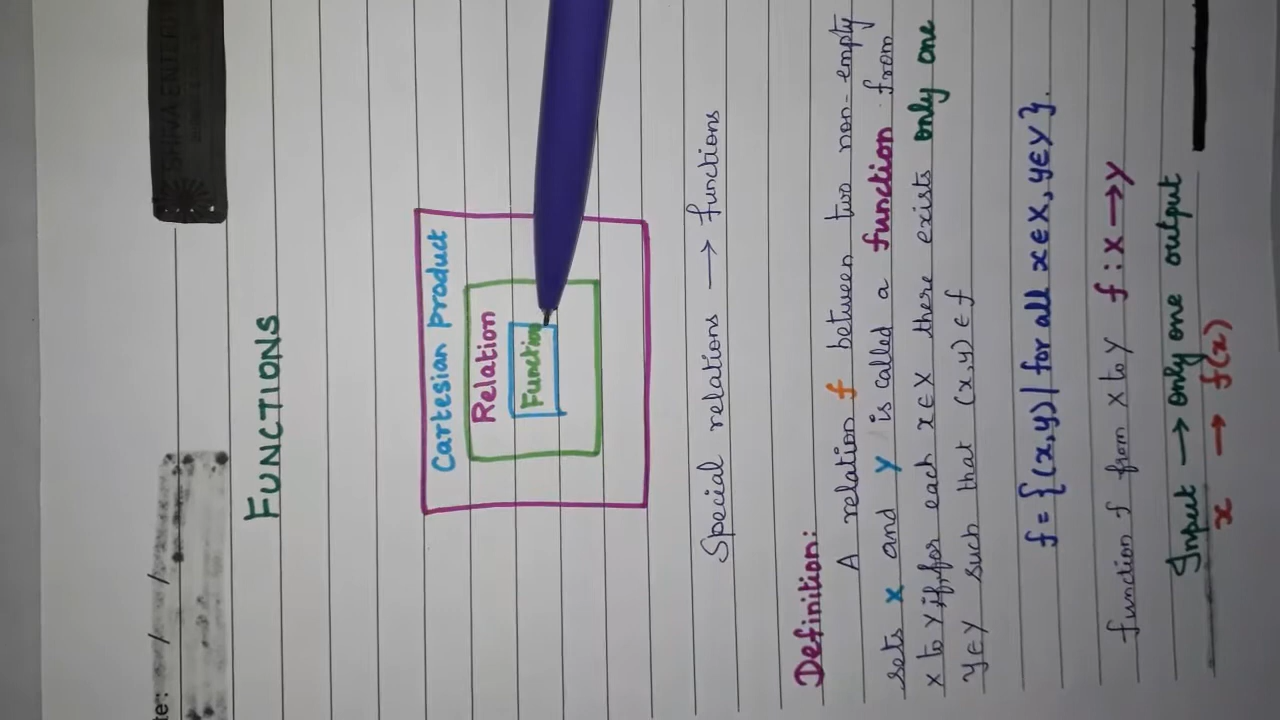 te: / /
FUNCTIONS
Cartesian product
Relation
Function
Special relations → functions
Definition:
A relation f between two non-empty
sets X and Y is called a function from
X to Y if, for each x∈X there exists only one
y∈Y such that (x,y)∈f
f={(x,y)/for all x∈X, y∈Y}.
function f from X to Y f:X→Y
Input → only one output
x → f(x)